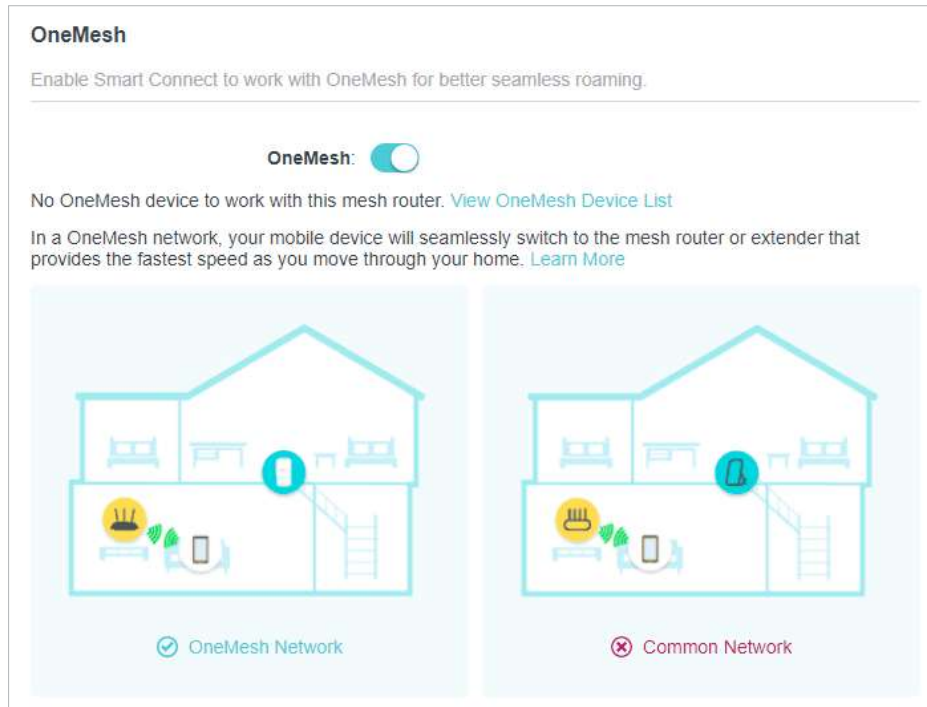 OneMesh
Enable Smart Connect to work with OneMesh for better seamless roaming.
OneMesh:
No OneMesh device to work with this mesh router. View OneMesh Device List
In a OneMesh network, your mobile device will seamlessly switch to the mesh router or extender that
provides the fastest speed as you move through your home. Learn More
OneMesh Network
Common Network